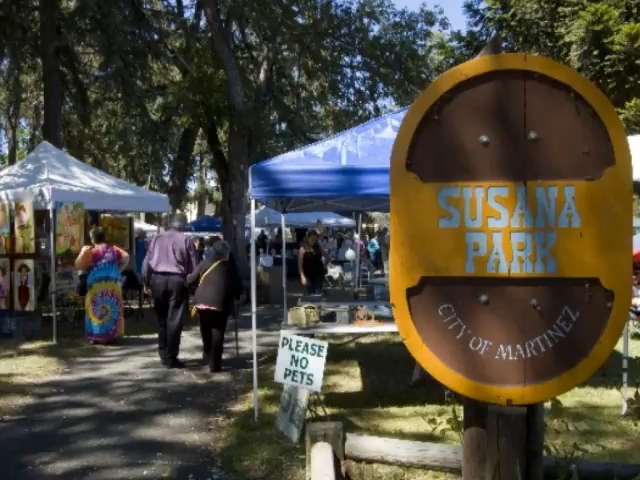 SUSANA
PARK
CITY OF MARTINEZ
PLEASE
NO
PETS